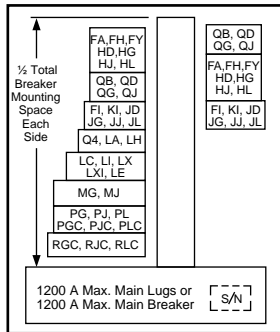 ½ Total
Breaker
Mounting
Space
Each
Side
FA,FH,FY
HD,HG
HJ, HL
QB, QD
QG, QJ
FI, KI, JD
JG, JJ, JL
Q4, LA, LH
LC, LI, LX
LXI, LE
MG, MJ
PG, PJ, PL
PGC, PJC, PLC
RGC, RJC, RLC
QB, QD
QG, QJ
FA,FH,FY
HD,HG
HJ, HL
FI, KI, JD
JG, JJ, JL
1200 A Max. Main Lugs or
1200 A Max. Main Breaker
S/N